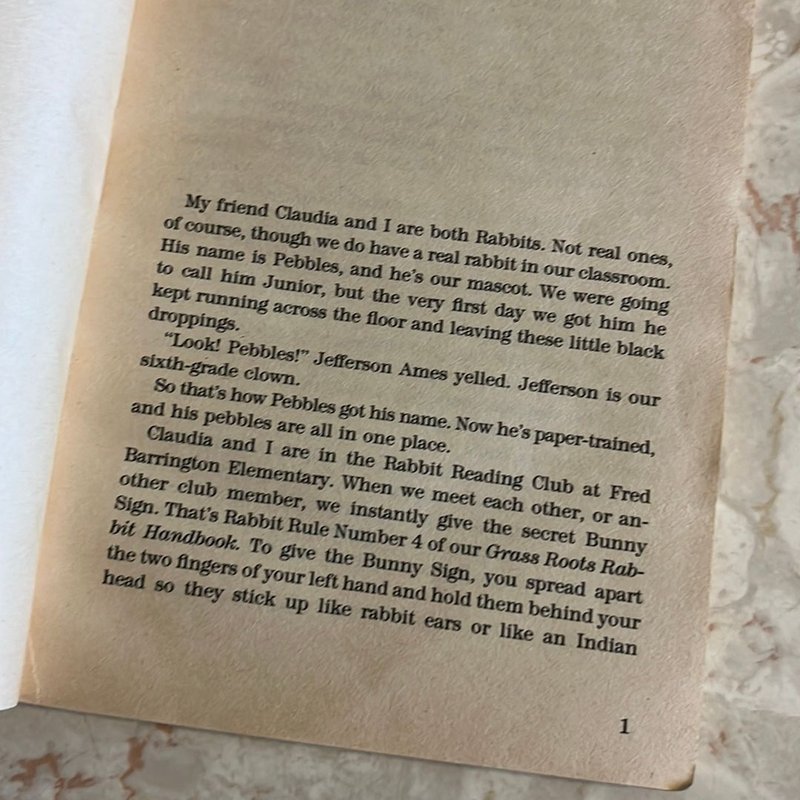 My friend Claudia and I are both Rabbits. Not real ones,
of course, though we do have a real rabbit in our classroom.
His name is Pebbles, and he's our mascot. We were going
to call him Junior, but the very first day we got him he
kept running across the floor and leaving these little black
droppings.
"Look! Pebbles!" Jefferson Ames yelled. Jefferson is our
sixth-grade clown.
So that's how Pebbles got his name. Now he's paper-trained,
and his pebbles are all in one place.
Claudia and I are in the Rabbit Reading Club at Fred
Barrington Elementary. When we meet each other, or an-
other club member, we instantly give the secret Bunny
Sign. That's Rabbit Rule Number 4 of our Grass Roots Rab-
bit Handbook. To give the Bunny Sign, you spread apart
the two fingers of your left hand and hold them behind your
head so they stick up like rabbit ears or like an Indian
1